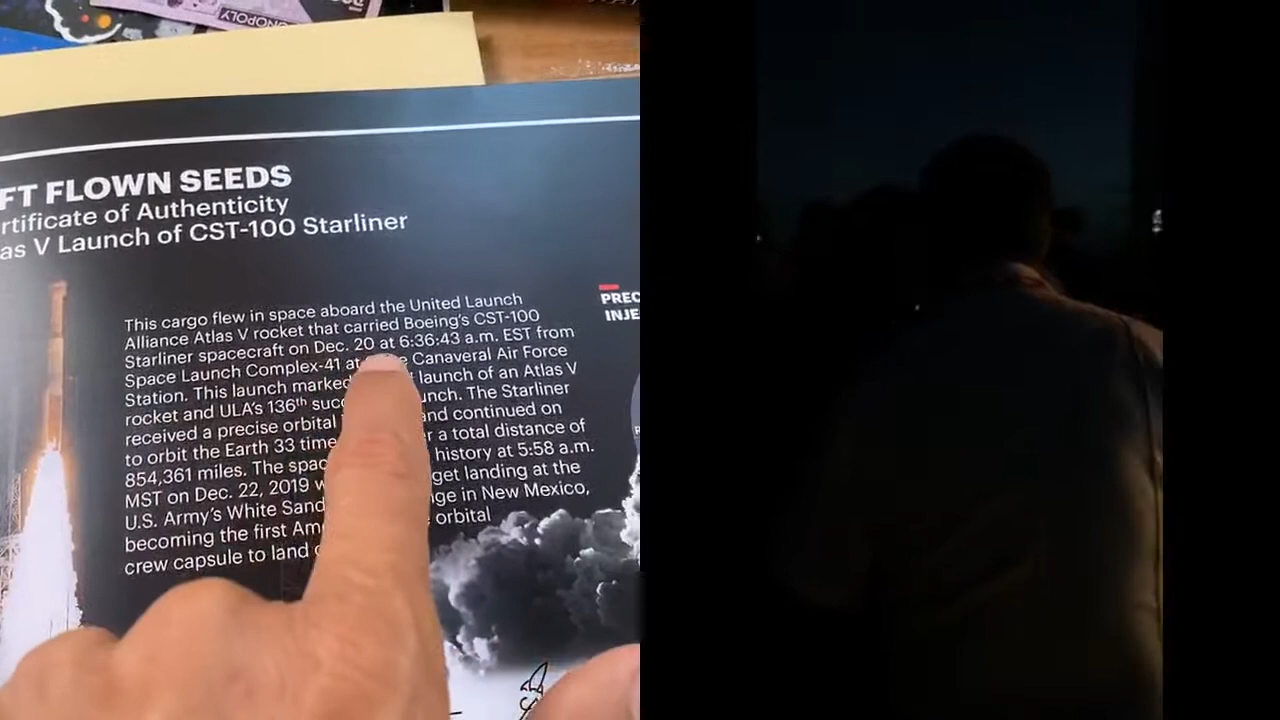 MONOPOLY
FT FLOWN SEEDS
rtificate of Authenticity
as V Launch of CST-100 Starliner
This cargo flew in space aboard the United Launch
Alliance Atlas V rocket that carried Boeing's CST-100
Starliner spacecraft on Dec. 20 at 6:36:43 a.m. EST from
Space Launch Complex-41 at Canaveral Air Force
Station. This launch marked launch of an Atlas V
rocket and ULA's 136th succ unch. The Starliner
received a precise orbital and continued on
to orbit the Earth 33 time r a total distance of
854,361 miles. The spac history at 5:58 a.m.
MST on Dec. 22, 2019 w get landing at the
U.S. Army's White Sand nge in New Mexico,
becoming the first Am orbital
crew capsule to land
PREC
INJE